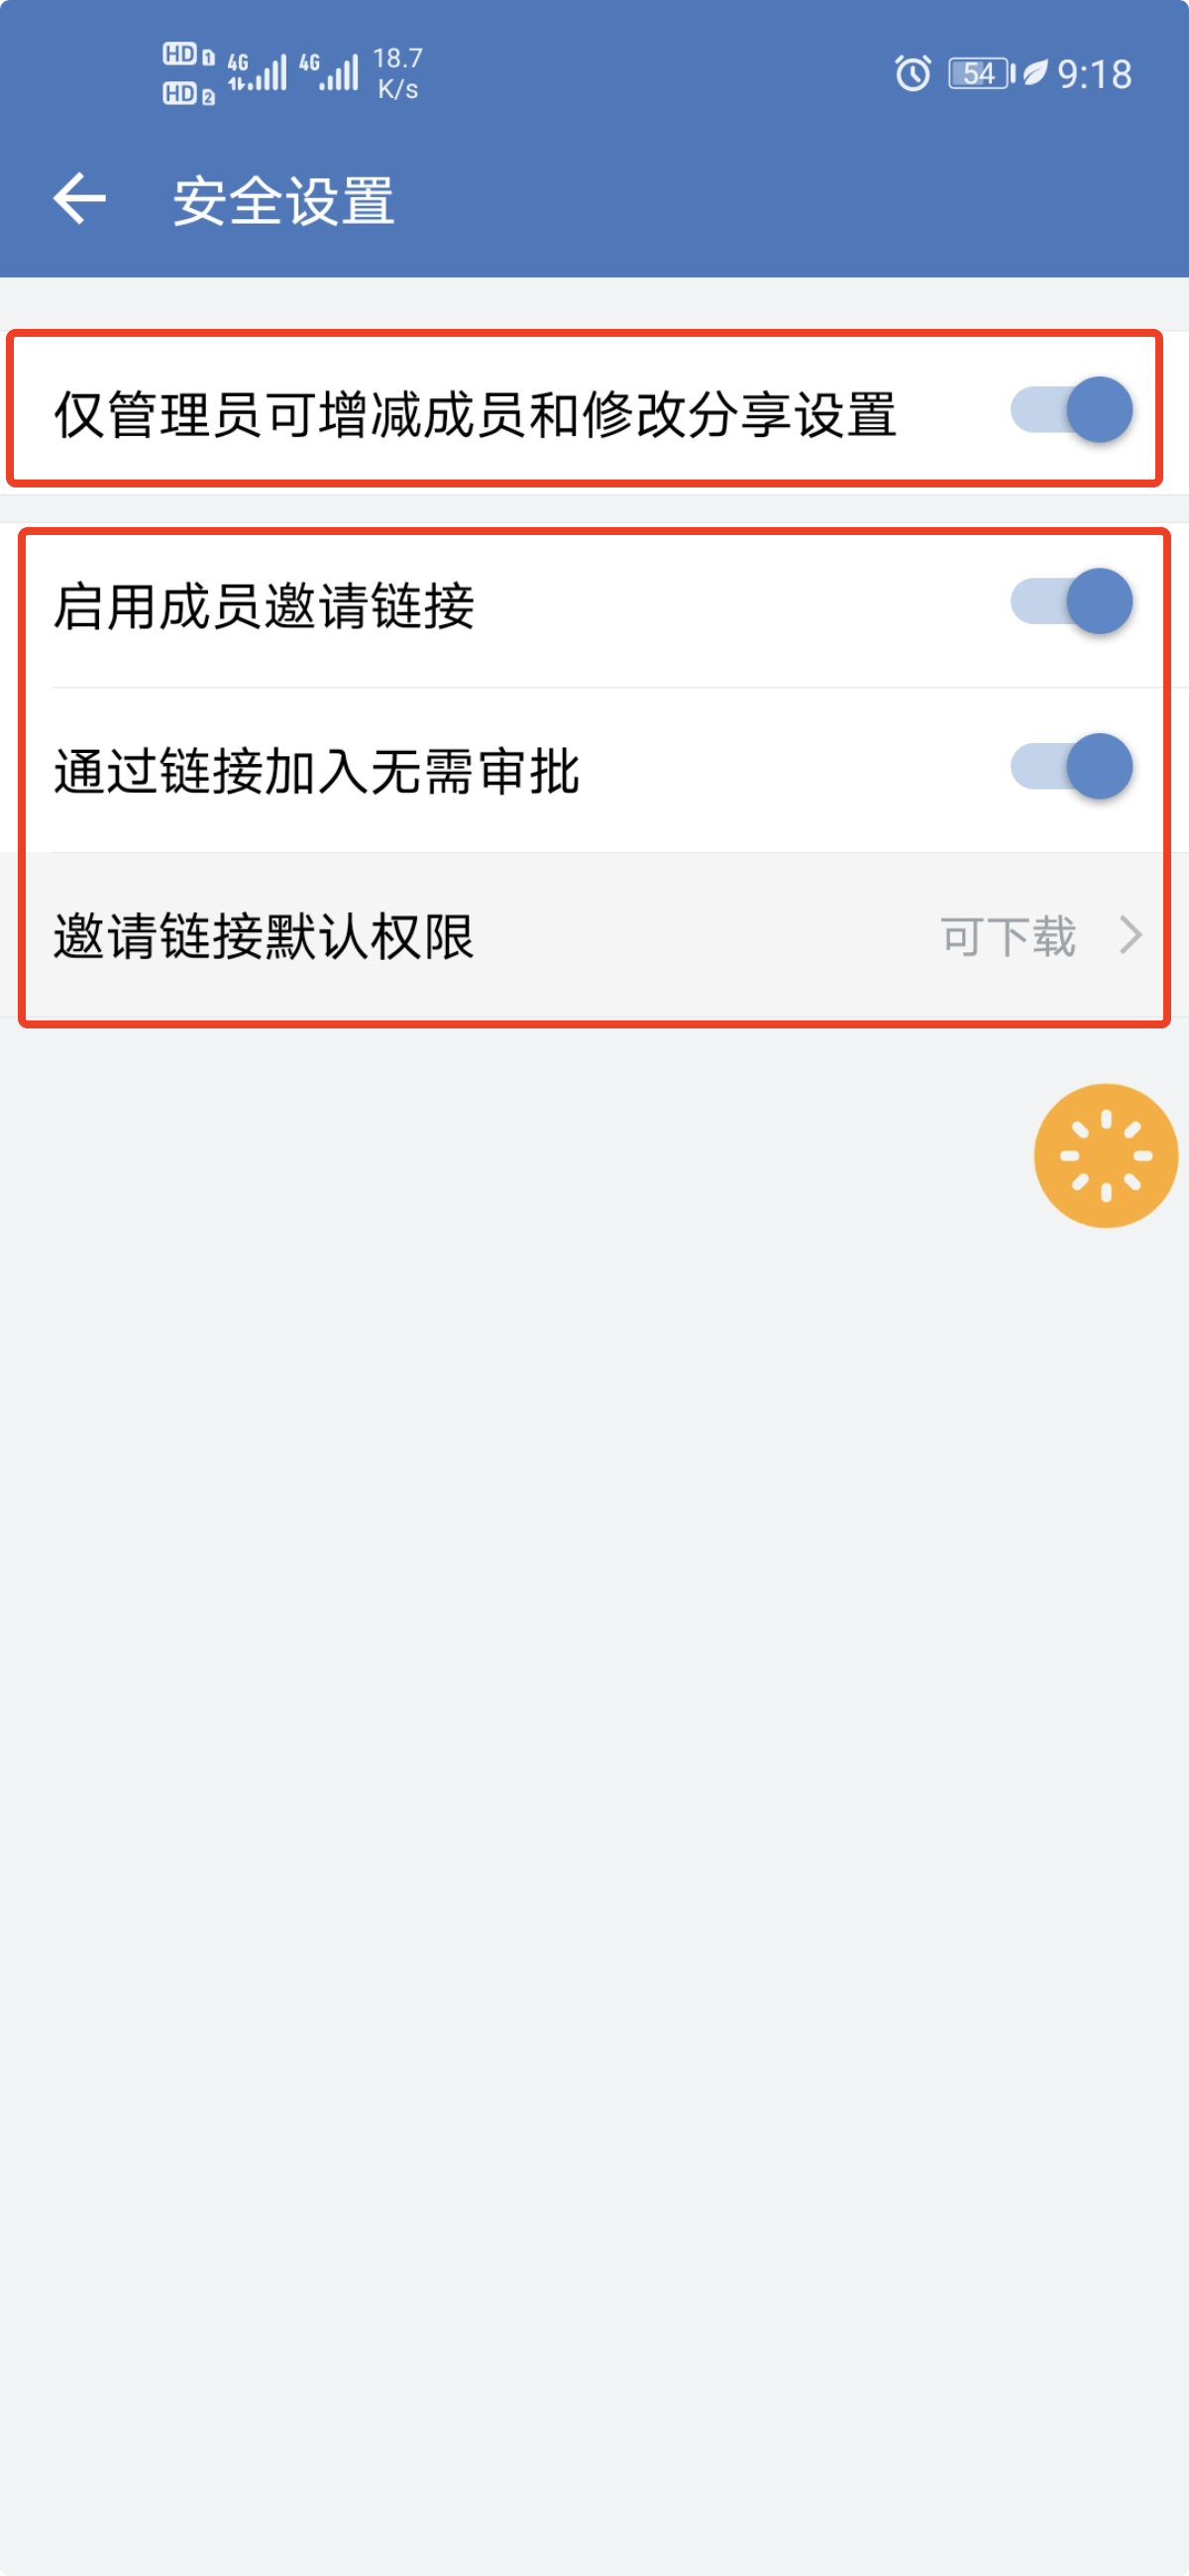 HD 1 4G 4G 18.7
HD 2 K/s
54 9:18
安全设置
仅管理员可增减成员和修改分享设置
启用成员邀请链接
通过链接加入无需审批
邀请链接默认权限 可下载